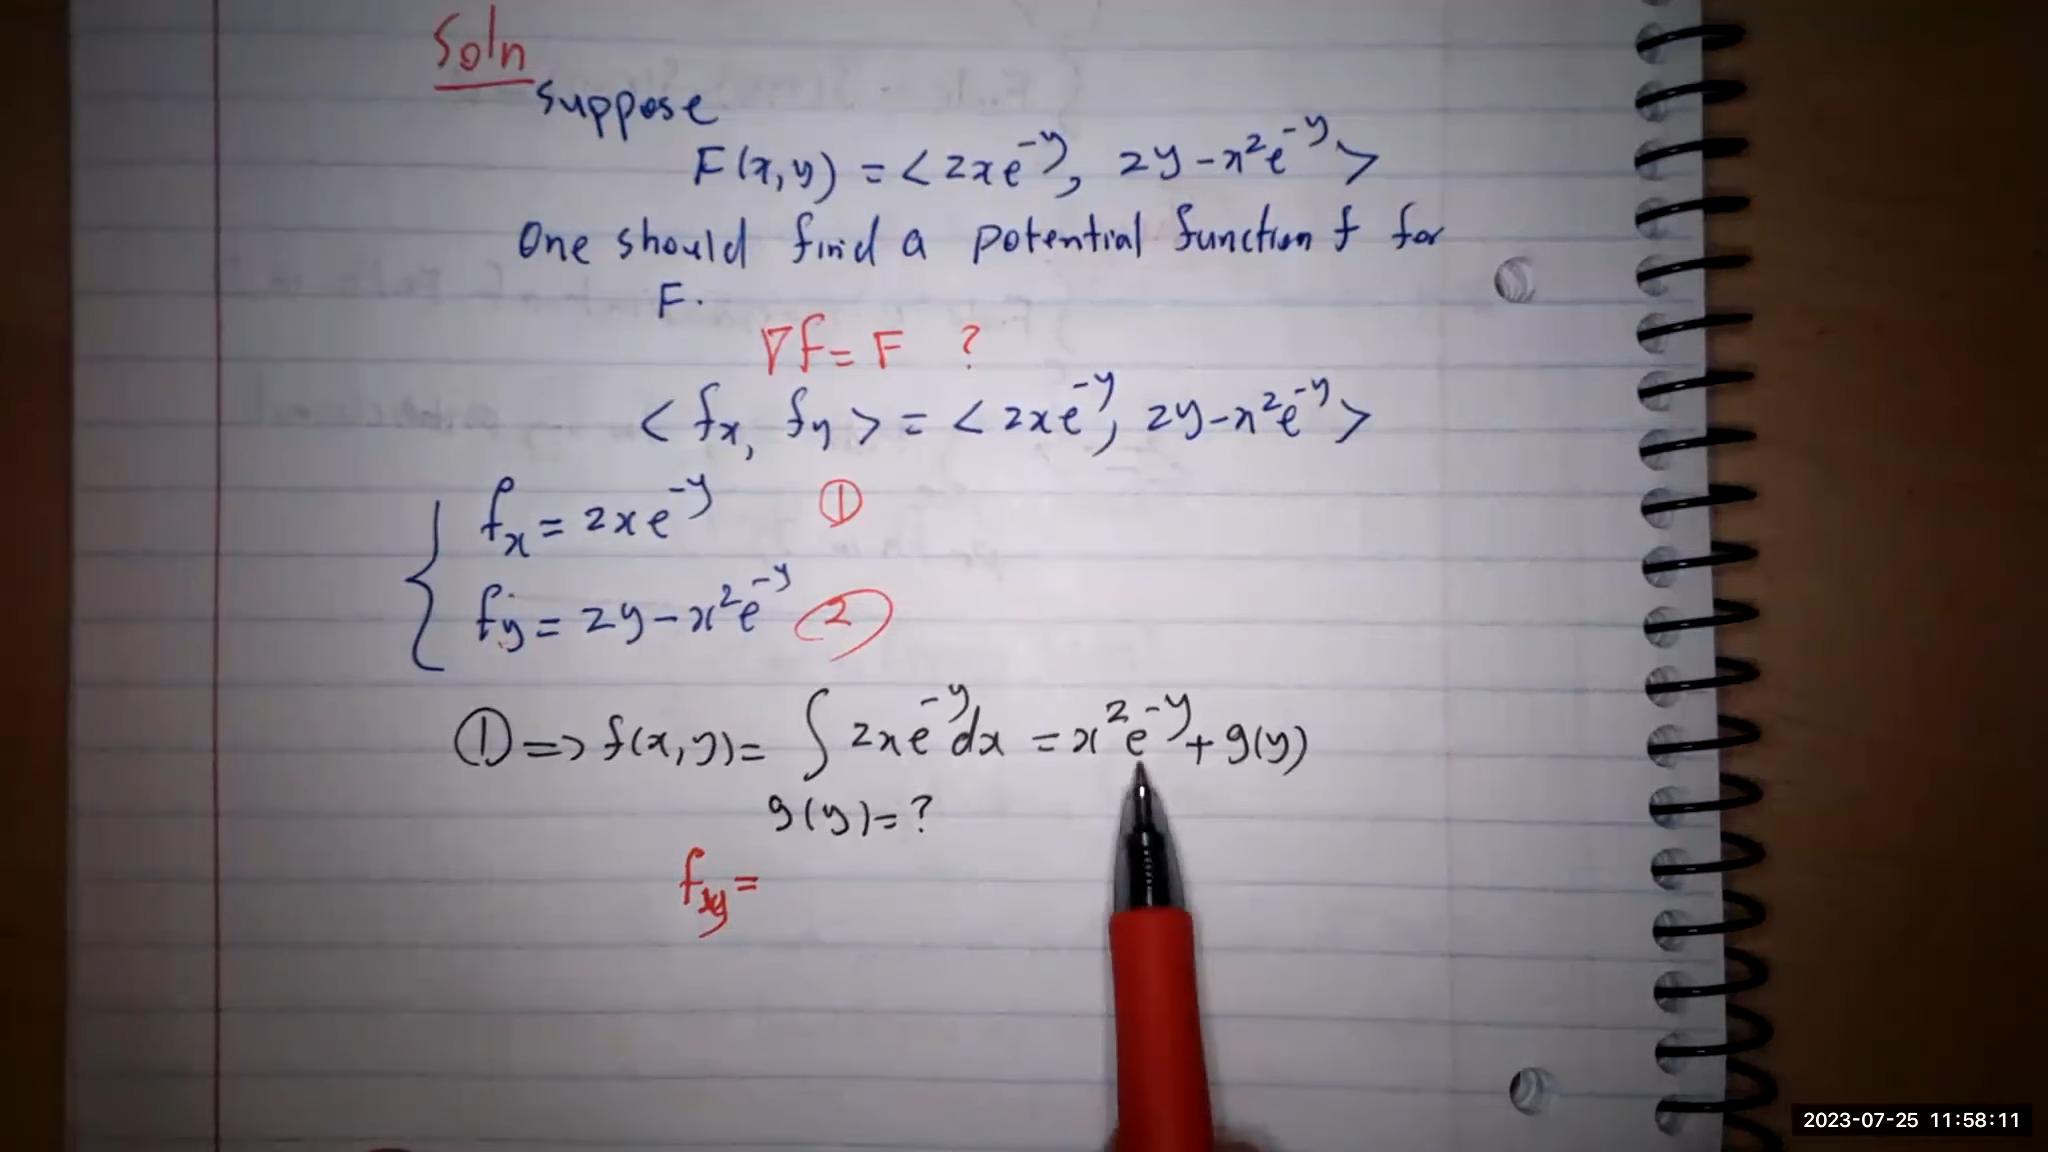 Soln
suppose
F(x,y) = <2xe^-y, 2y-x^2e^-y>
One should find a potential function f for
F.
∇f = F ?
<fx, fy> = <2xe^-y, 2y-x^2e^-y>
fx = 2xe^-y ①
fy = 2y-x^2e^-y ②
① => f(x,y) = ∫ 2xe^-y dx = x^2e^-y + g(y)
g(y) = ?
fxy =
2023-07-25 11:58:11